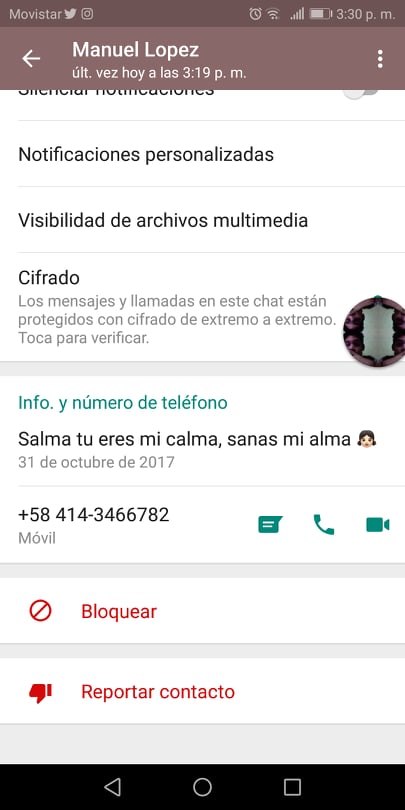 Movistar 3:30 p. m.
Manuel Lopez
últ. vez hoy a las 3:19 p. m.
Silenciar notificaciones
Notificaciones personalizadas
Visibilidad de archivos multimedia
Cifrado
Los mensajes y llamadas en este chat están
protegidos con cifrado de extremo a extremo.
Toca para verificar.
Info. y número de teléfono
Salma tu eres mi calma, sanas mi alma 👧🏻
31 de octubre de 2017
+58 414-3466782
Móvil
Bloquear
Reportar contacto